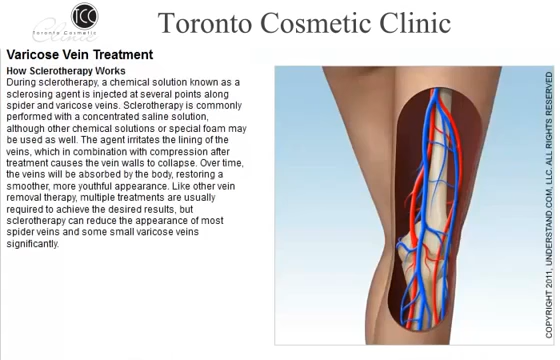 TCC
Toronto Cosmetic
Clinic
Toronto Cosmetic Clinic
Varicose Vein Treatment
How Sclerotherapy Works
During sclerotherapy, a chemical solution known as a
sclerosing agent is injected at several points along
spider and varicose veins. Sclerotherapy is commonly
performed with a concentrated saline solution,
although other chemical solutions or special foam may
be used as well. The agent irritates the lining of the
veins, which in combination with compression after
treatment causes the vein walls to collapse. Over time,
the veins will be absorbed by the body, restoring a
smoother, more youthful appearance. Like other vein
removal therapy, multiple treatments are usually
required to achieve the desired results, but
sclerotherapy can reduce the appearance of most
spider veins and some small varicose veins
significantly.
COPYRIGHT 2011, UNDERSTAND.COM, LLC. ALL RIGHTS RESERVED